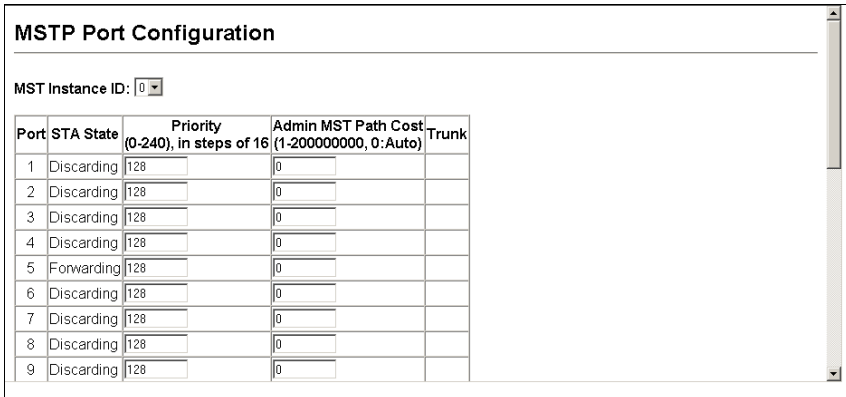 MSTP Port Configuration
MST Instance ID: 0
Port STA State Priority (0-240), in steps of 16 Admin MST Path Cost (1-200000000, 0:Auto) Trunk
1 Discarding 128 0
2 Discarding 128 0
3 Discarding 128 0
4 Discarding 128 0
5 Forwarding 128 0
6 Discarding 128 0
7 Discarding 128 0
8 Discarding 128 0
9 Discarding 128 0